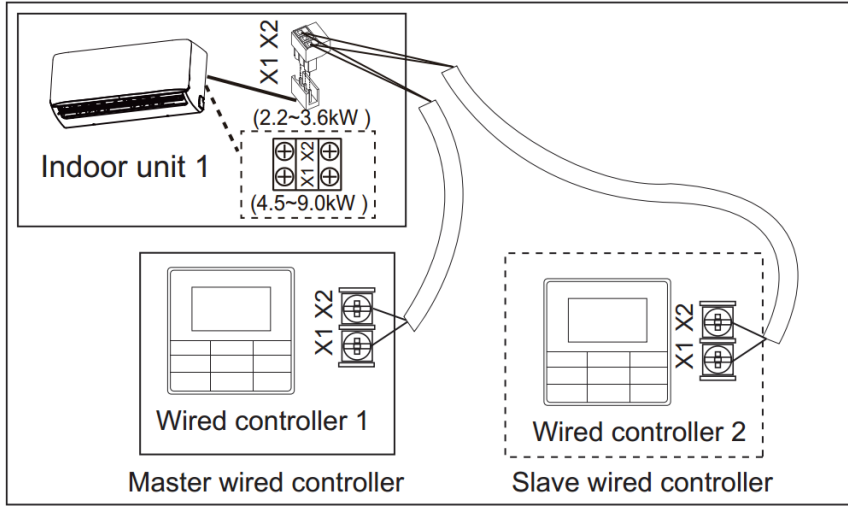 X1 X2
(2.2~3.6kW )
Indoor unit 1
X1 X2
(4.5~9.0kW )
X1 X2
Wired controller 1
Master wired controller
X1 X2
Wired controller 2
Slave wired controller